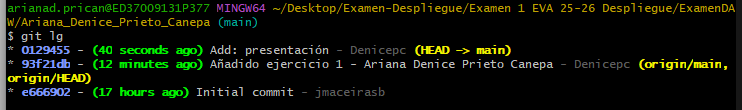 arianad.prican@ED37009131P377 MINGW64 ~/Desktop/Examen-Despliegue/Examen 1 EVA 25-26 Despliegue/ExamenDA
W/Ariana_Denice_Prieto_Canepa (main)
$ git lg
* 0129455 - (40 seconds ago) Add: presentación - Denicepc (HEAD -> main)
* 93f21db - (12 minutes ago) Añadido ejercicio 1 - Ariana Denice Prieto Canepa - Denicepc (origin/main,
origin/HEAD)
* e666902 - (17 hours ago) Initial commit - jmaceirasb